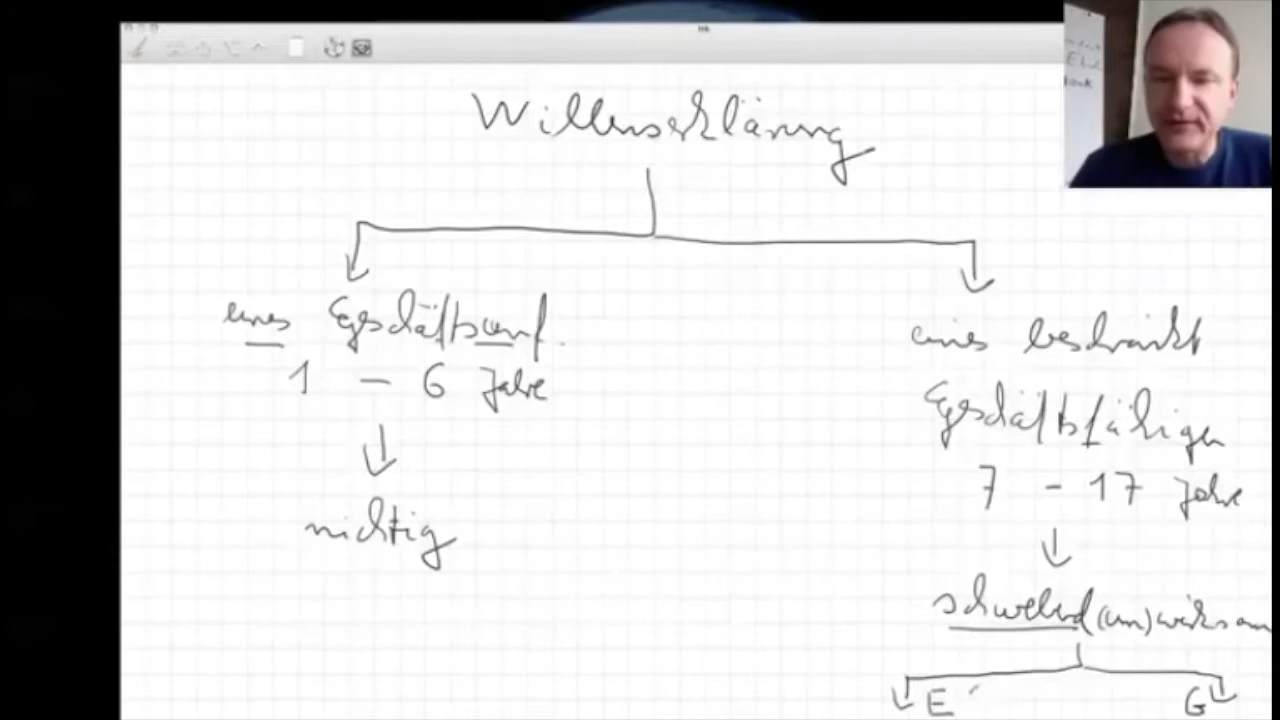 Willenserklärung
eines Geschäftsunf.
1 – 6 Jahre
nichtig
eines beschränkt
Geschäftsfähigen
7 – 17 Jahre
schwebend (un)wirksam
E
G